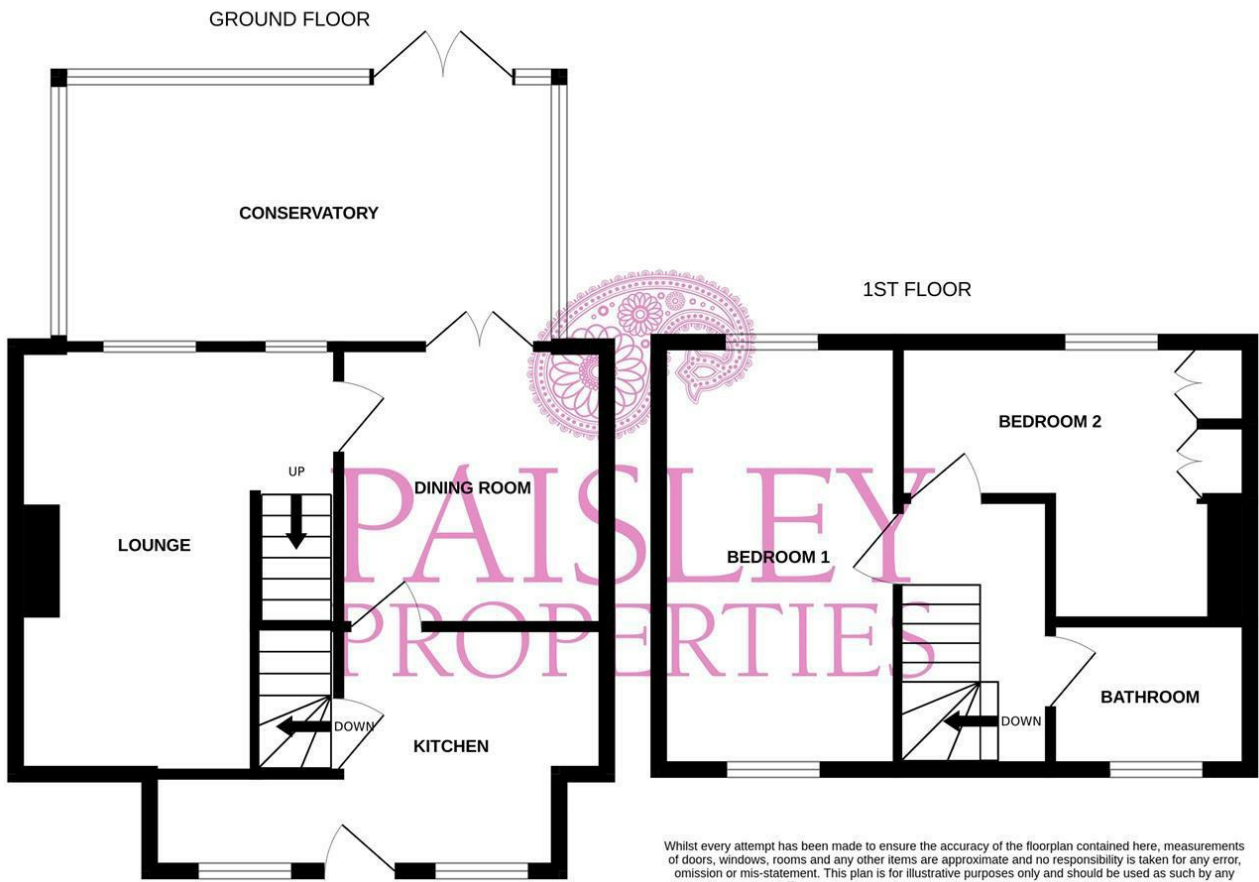 GROUND FLOOR
CONSERVATORY
1ST FLOOR
UP
DINING ROOM
LOUNGE
DOWN
KITCHEN
BEDROOM 2
BEDROOM 1
BATHROOM
DOWN
PAISLEY
PROPERTIES
Whilst every attempt has been made to ensure the accuracy of the floorplan contained here, measurements
of doors, windows, rooms and any other items are approximate and no responsibility is taken for any error,
omission or mis-statement. This plan is for illustrative purposes only and should be used as such by any